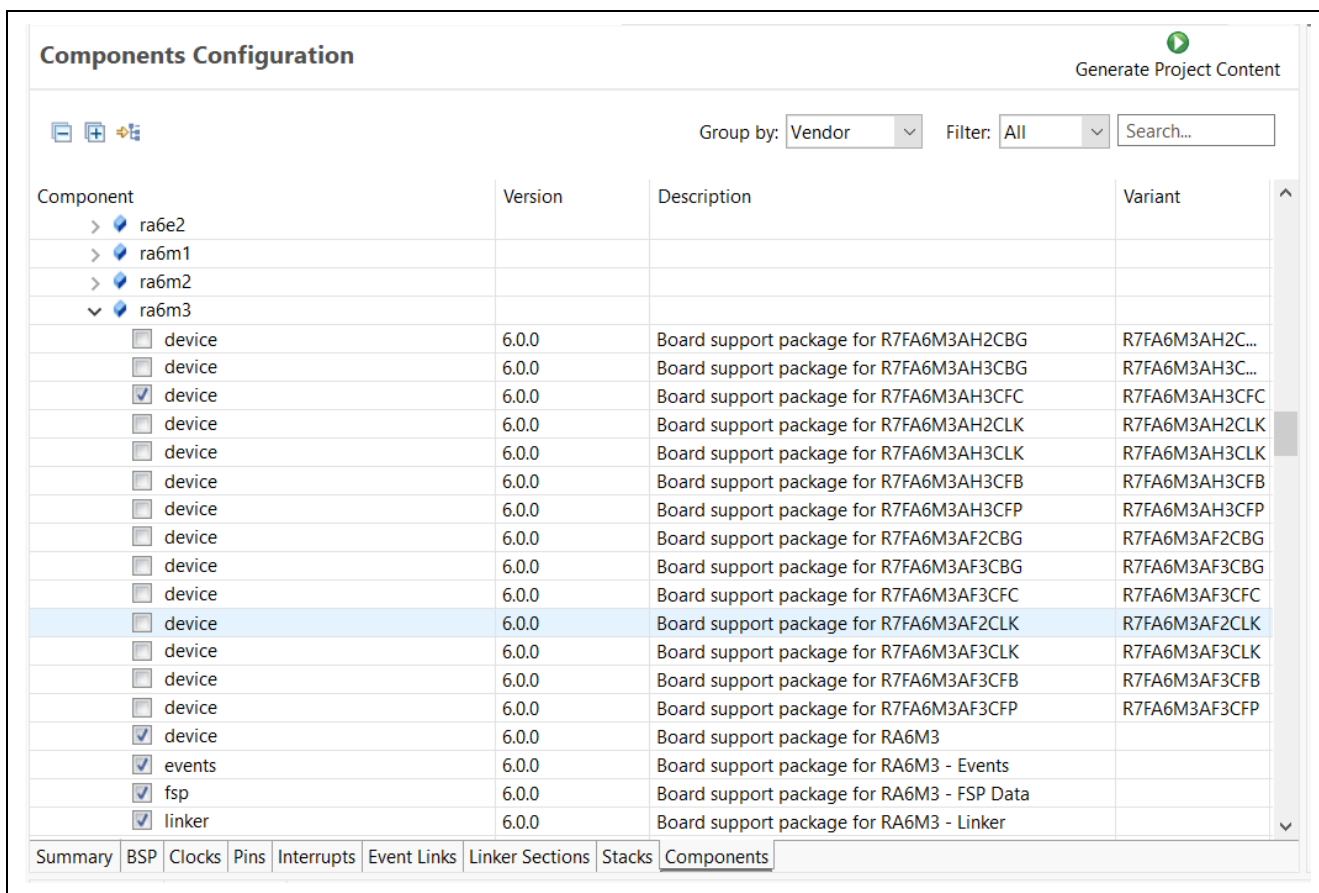 Components Configuration
Generate Project Content
Group by: Vendor Filter: All Search...
Component Version Description Variant
ra6e2
ra6m1
ra6m2
ra6m3
device 6.0.0 Board support package for R7FA6M3AH2CBG R7FA6M3AH2C...
device 6.0.0 Board support package for R7FA6M3AH3CBG R7FA6M3AH3C...
device 6.0.0 Board support package for R7FA6M3AH3CFC R7FA6M3AH3CFC
device 6.0.0 Board support package for R7FA6M3AH2CLK R7FA6M3AH2CLK
device 6.0.0 Board support package for R7FA6M3AH3CLK R7FA6M3AH3CLK
device 6.0.0 Board support package for R7FA6M3AH3CFB R7FA6M3AH3CFB
device 6.0.0 Board support package for R7FA6M3AH3CFP R7FA6M3AH3CFP
device 6.0.0 Board support package for R7FA6M3AF2CBG R7FA6M3AF2CBG
device 6.0.0 Board support package for R7FA6M3AF3CBG R7FA6M3AF3CBG
device 6.0.0 Board support package for R7FA6M3AF3CFC R7FA6M3AF3CFC
device 6.0.0 Board support package for R7FA6M3AF2CLK R7FA6M3AF2CLK
device 6.0.0 Board support package for R7FA6M3AF3CLK R7FA6M3AF3CLK
device 6.0.0 Board support package for R7FA6M3AF3CFB R7FA6M3AF3CFB
device 6.0.0 Board support package for R7FA6M3AF3CFP R7FA6M3AF3CFP
device 6.0.0 Board support package for RA6M3
events 6.0.0 Board support package for RA6M3 - Events
fsp 6.0.0 Board support package for RA6M3 - FSP Data
linker 6.0.0 Board support package for RA6M3 - Linker
Summary BSP Clocks Pins Interrupts Event Links Linker Sections Stacks Components